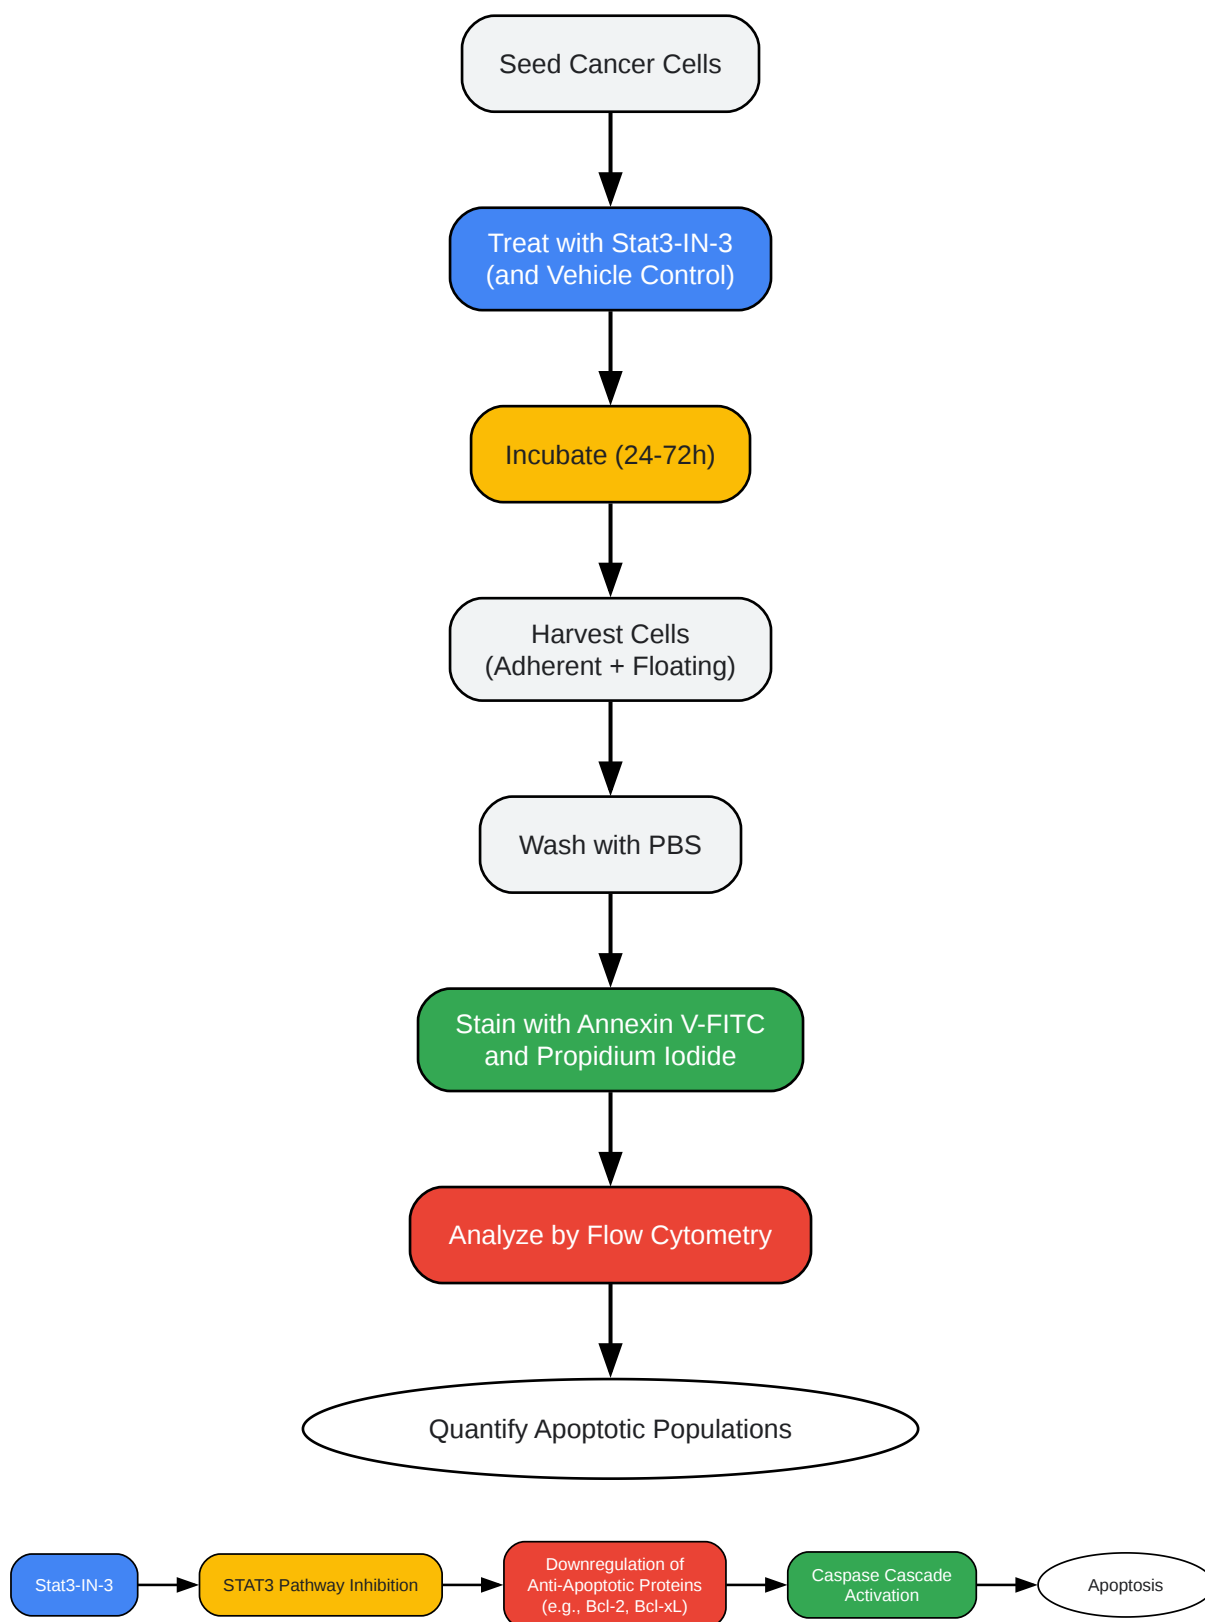 Seed Cancer Cells
Treat with Stat3-IN-3
(and Vehicle Control)
Incubate (24-72h)
Harvest Cells
(Adherent + Floating)
Wash with PBS
Stain with Annexin V-FITC
and Propidium Iodide
Analyze by Flow Cytometry
Quantify Apoptotic Populations
Stat3-IN-3
STAT3 Pathway Inhibition
Downregulation of
Anti-Apoptotic Proteins
(e.g., Bcl-2, Bcl-xL)
Caspase Cascade
Activation
Apoptosis